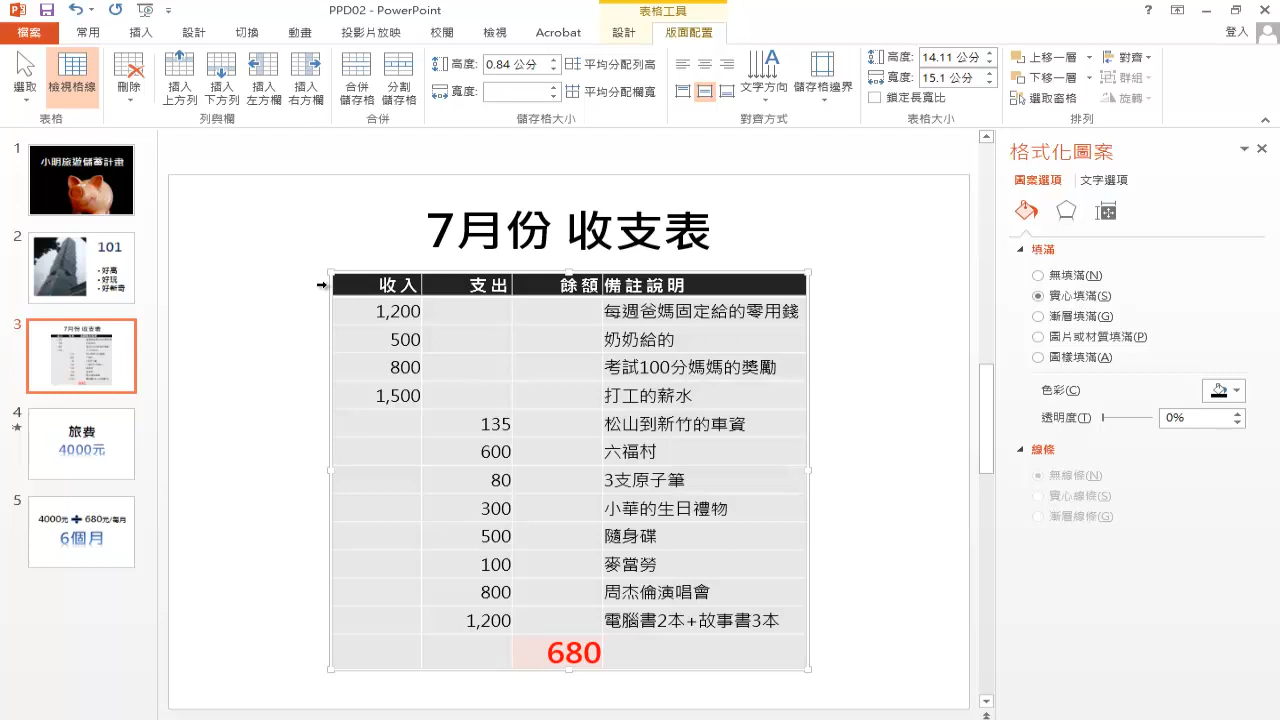 PPD02 - PowerPoint
表格工具
?
檔案 常用 插入 設計 切換 動畫 投影片放映 校閱 檢視 Acrobat 設計 版面配置 登入
選取 檢視格線 刪除 插入上方列 插入下方列 插入左方欄 插入右方欄 合併儲存格 分割儲存格
高度: 0.84 公分 平均分配列高
寬度: 平均分配欄寬
文字方向 儲存格邊界
高度: 14.11 公分
寬度: 15.1 公分
鎖定長寬比
上移一層 對齊
下移一層 群組
選取窗格 旋轉
表格 列與欄 合併 儲存格大小 對齊方式 表格大小 排列
1
小明旅遊儲蓄計畫
2
101
• 好高
• 好玩
• 好新奇
3
7月份 收支表
4
旅費
4000元
5
4000元 ✚ 680元/每月
6個月
7月份 收支表
收入 支出 餘額 備註說明
1,200 每週爸媽固定給的零用錢
500 奶奶給的
800 考試100分媽媽的獎勵
1,500 打工的薪水
135 松山到新竹的車資
600 六福村
80 3支原子筆
300 小華的生日禮物
500 隨身碟
100 麥當勞
800 周杰倫演唱會
1,200 電腦書2本+故事書3本
680
格式化圖案
圖案選項 文字選項
填滿
無填滿(N)
實心填滿(S)
漸層填滿(G)
圖片或材質填滿(P)
圖樣填滿(A)
色彩(C)
透明度(T) 0%
線條
無線條(N)
實心線條(S)
漸層線條(G)